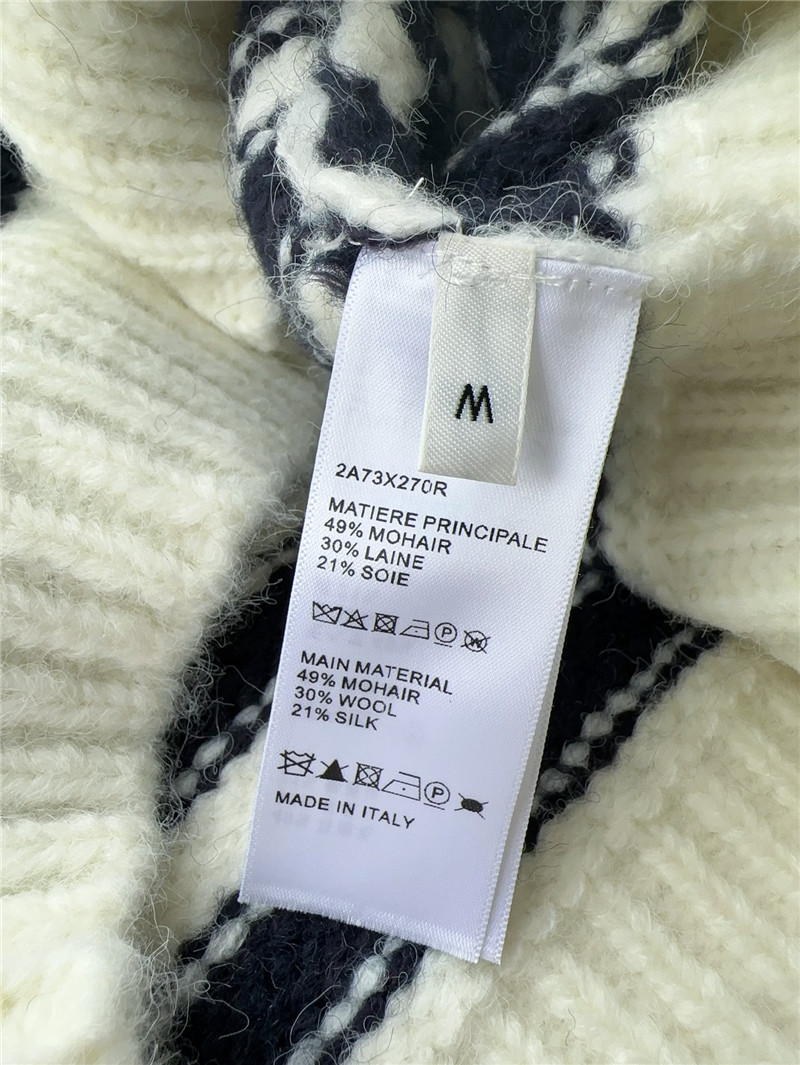 M
2A73X270R
MATIERE PRINCIPALE
49% MOHAIR
30% LAINE
21% SOIE
P W
MAIN MATERIAL
49% MOHAIR
30% WOOL
21% SILK
P
MADE IN ITALY